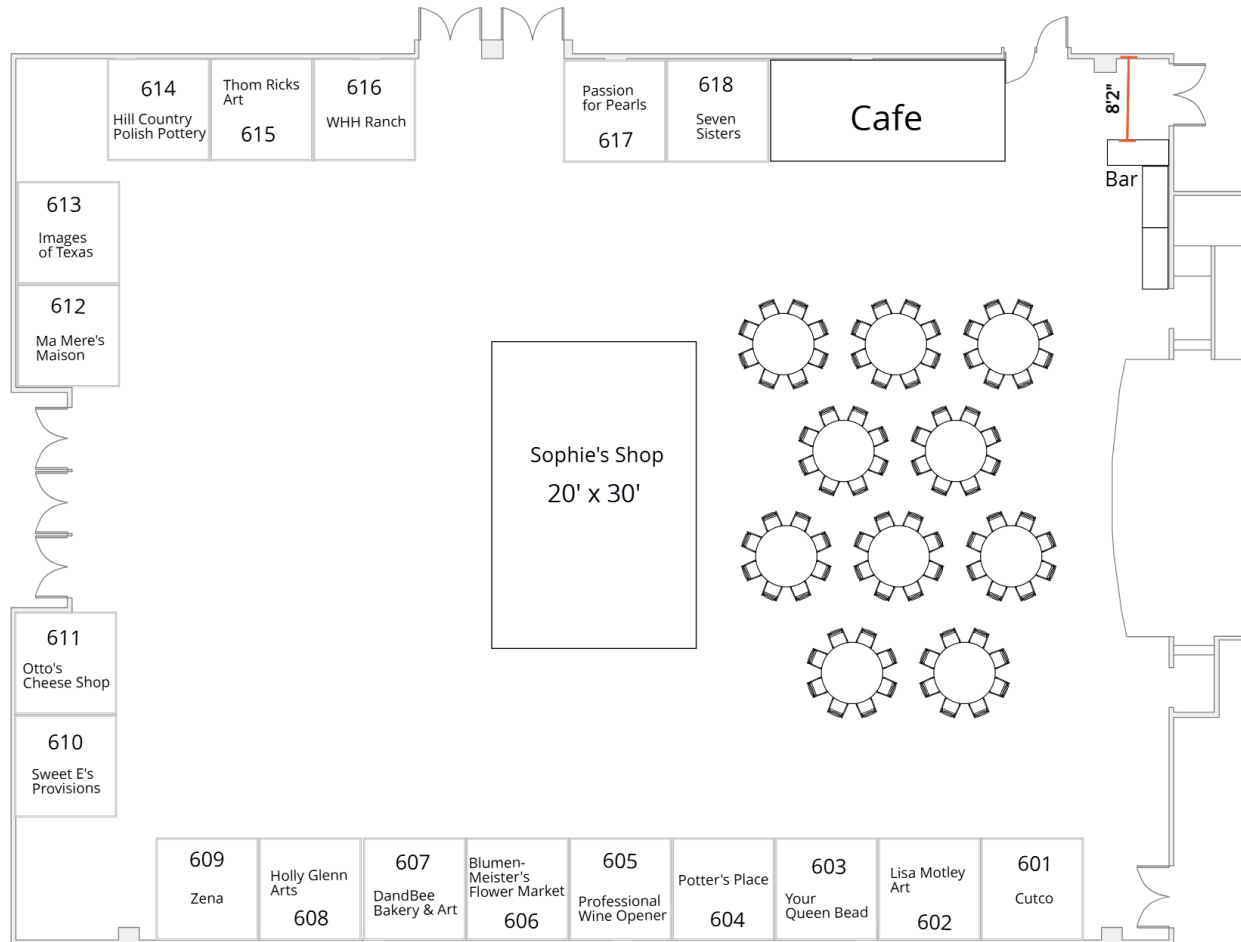 614
Hill Country
Polish Pottery
Thom Ricks
Art
615
616
WHH Ranch
Passion
for Pearls
617
618
Seven
Sisters
Cafe
8'2"
Bar
613
Images
of Texas
612
Ma Mere's
Maison
Sophie's Shop
20' x 30'
611
Otto's
Cheese Shop
610
Sweet E's
Provisions
609
Zena
Holly Glenn
Arts
608
607
DandBee
Bakery & Art
Blumen-
Meister's
Flower Market
606
605
Professional
Wine Opener
Potter's Place
604
603
Your
Queen Bead
Lisa Motley
Art
602
601
Cutco